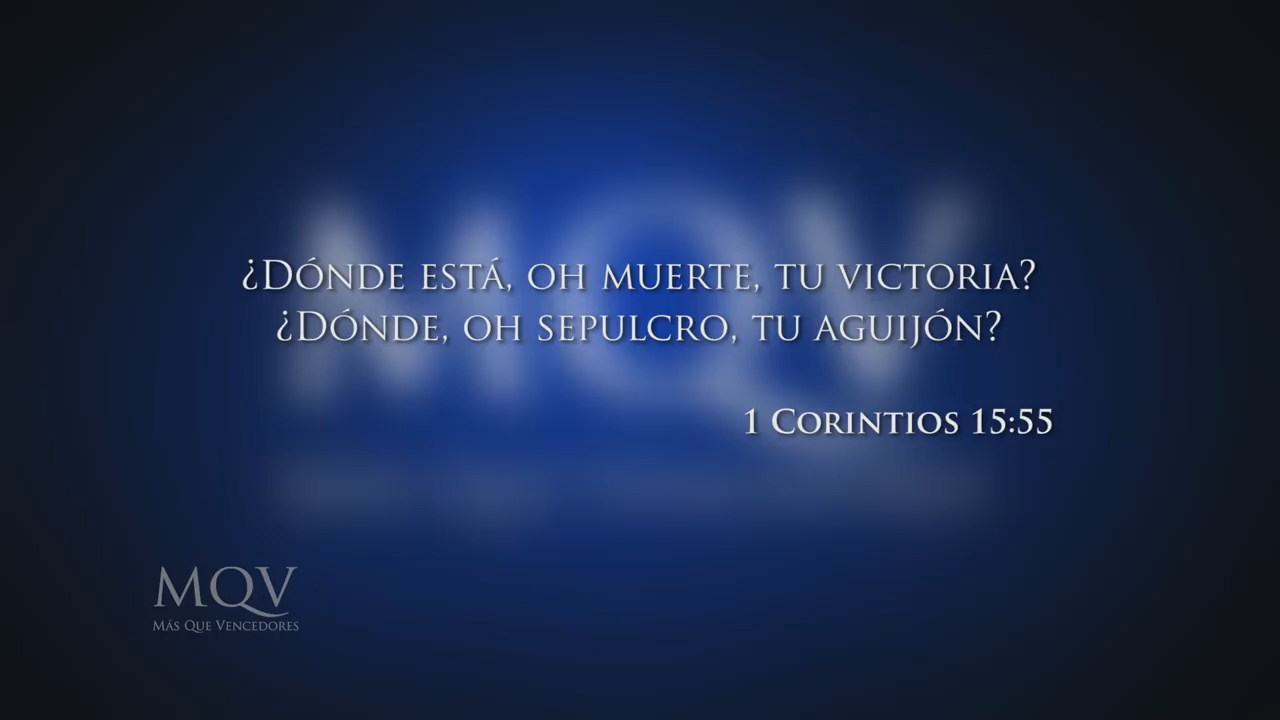 ¿Dónde está, oh muerte, tu victoria?
¿Dónde, oh sepulcro, tu aguijón?
1 Corintios 15:55
MQV
Más Que Vencedores